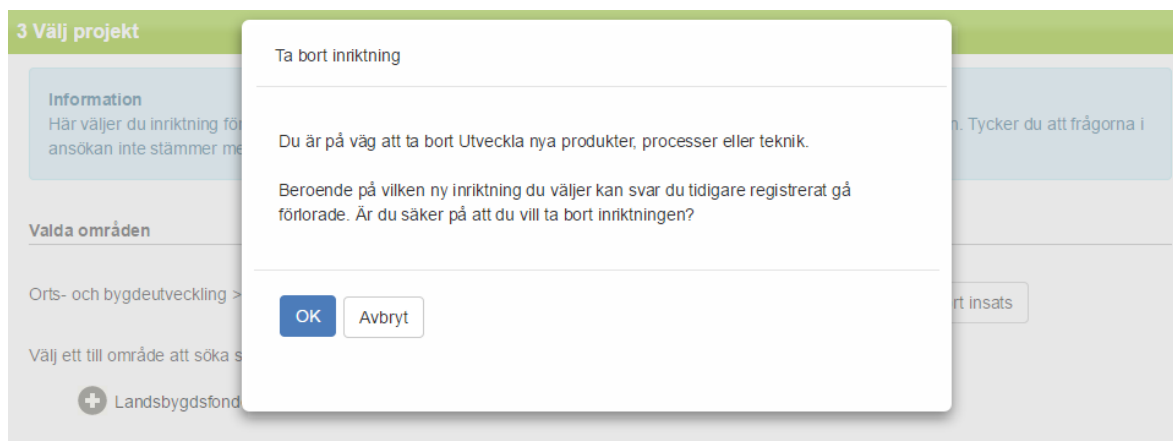 3 Välj projekt
Ta bort inriktning
Information
Här väljer du inriktning för
n. Tycker du att frågorna i
ansökan inte stämmer me
Du är på väg att ta bort Utveckla nya produkter, processer eller teknik.
Beroende på vilken ny inriktning du väljer kan svar du tidigare registrerat gå
förlorade. Är du säker på att du vill ta bort inriktningen?
Valda områden
Orts- och bygdeutveckling >
rt insats
OK
Avbryt
Välj ett till område att söka s
Landsbygdsfond